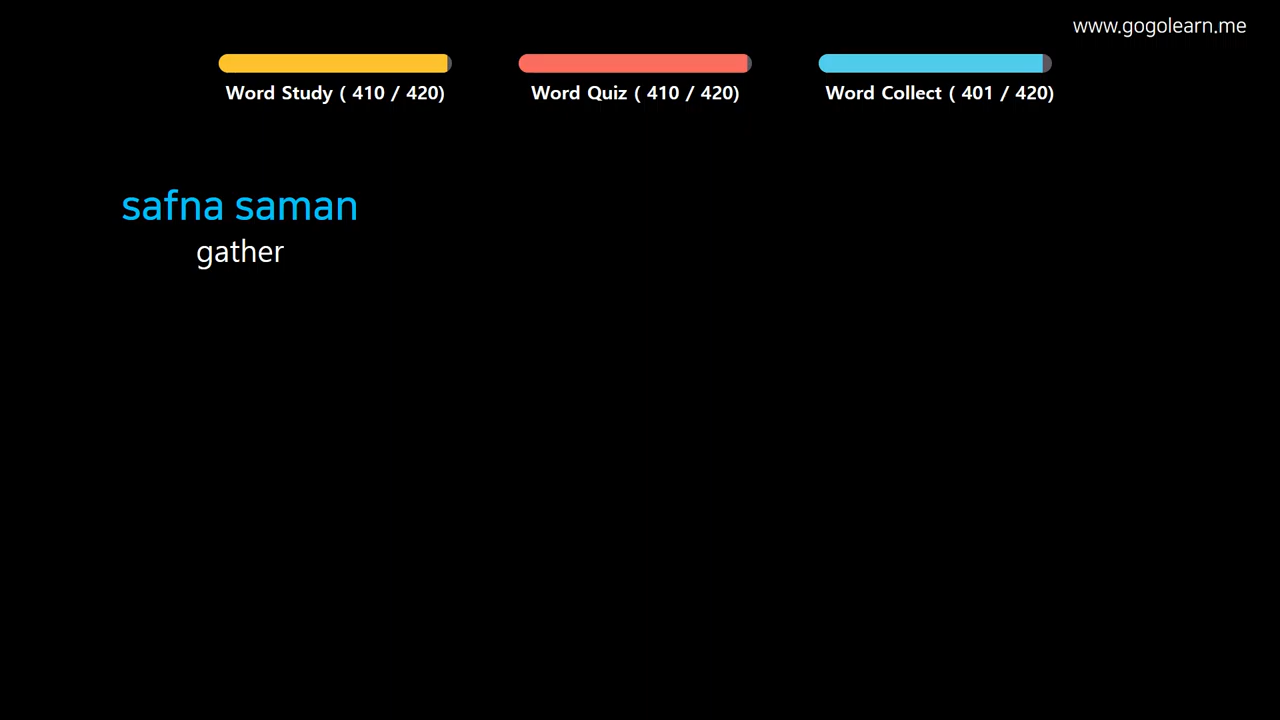 www.gogolearn.me
Word Study ( 410 / 420)
Word Quiz ( 410 / 420)
Word Collect ( 401 / 420)
safna saman
gather